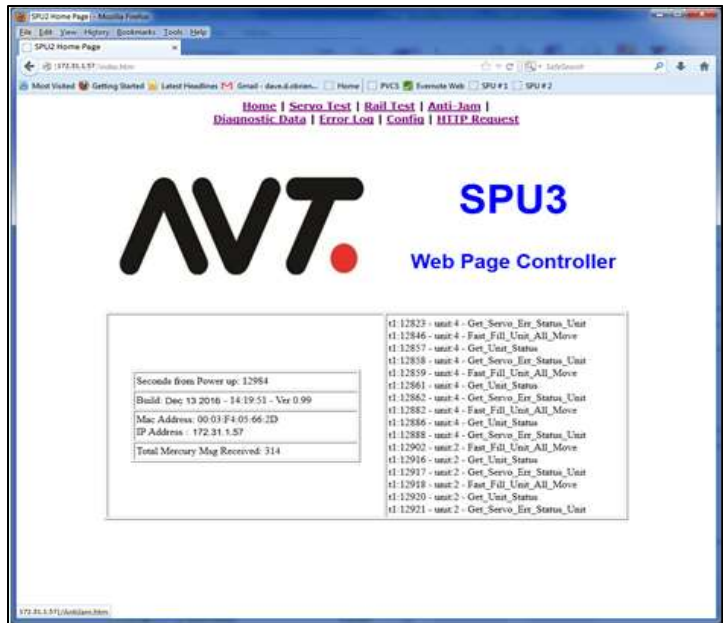 SPU2 Home Page - Mozilla Firefox
File Edit View History Bookmarks Tools Help
SPU2 Home Page ×
172.31.1.57/index.htm
Most Visited Getting Started Latest Headlines Gmail - Home PVCS Evernote Web SPU #1 SPU #2
Home | Servo Test | Rail Test | Anti-Jam |
Diagnostic Data | Error Log | Config | HTTP Request
AVT.
SPU3
Web Page Controller
Seconds from Power up: 12984
Build: Dec 13 2016 - 14:19:51 - Ver 0.99
Mac Address: 00:03:F4:05:66:2D
IP Address : 172.31.1.57
Total Mercury Msg Received: 314
t1:12823 - unit:4 - Get_Servo_Err_Status_Unit
t1:12846 - unit:4 - Fast_Fill_Unit_All_Move
t1:12857 - unit:4 - Get_Unit_Status
t1:12858 - unit:4 - Get_Servo_Err_Status_Unit
t1:12859 - unit:4 - Fast_Fill_Unit_All_Move
t1:12861 - unit:4 - Get_Unit_Status
t1:12862 - unit:4 - Get_Servo_Err_Status_Unit
t1:12882 - unit:4 - Fast_Fill_Unit_All_Move
t1:12886 - unit:4 - Get_Unit_Status
t1:12888 - unit:4 - Get_Servo_Err_Status_Unit
t1:12902 - unit:2 - Fast_Fill_Unit_All_Move
t1:12916 - unit:2 - Get_Unit_Status
t1:12917 - unit:2 - Get_Servo_Err_Status_Unit
t1:12918 - unit:2 - Fast_Fill_Unit_All_Move
t1:12920 - unit:2 - Get_Unit_Status
t1:12921 - unit:2 - Get_Servo_Err_Status_Unit
172.31.1.57/AntiJam.htm